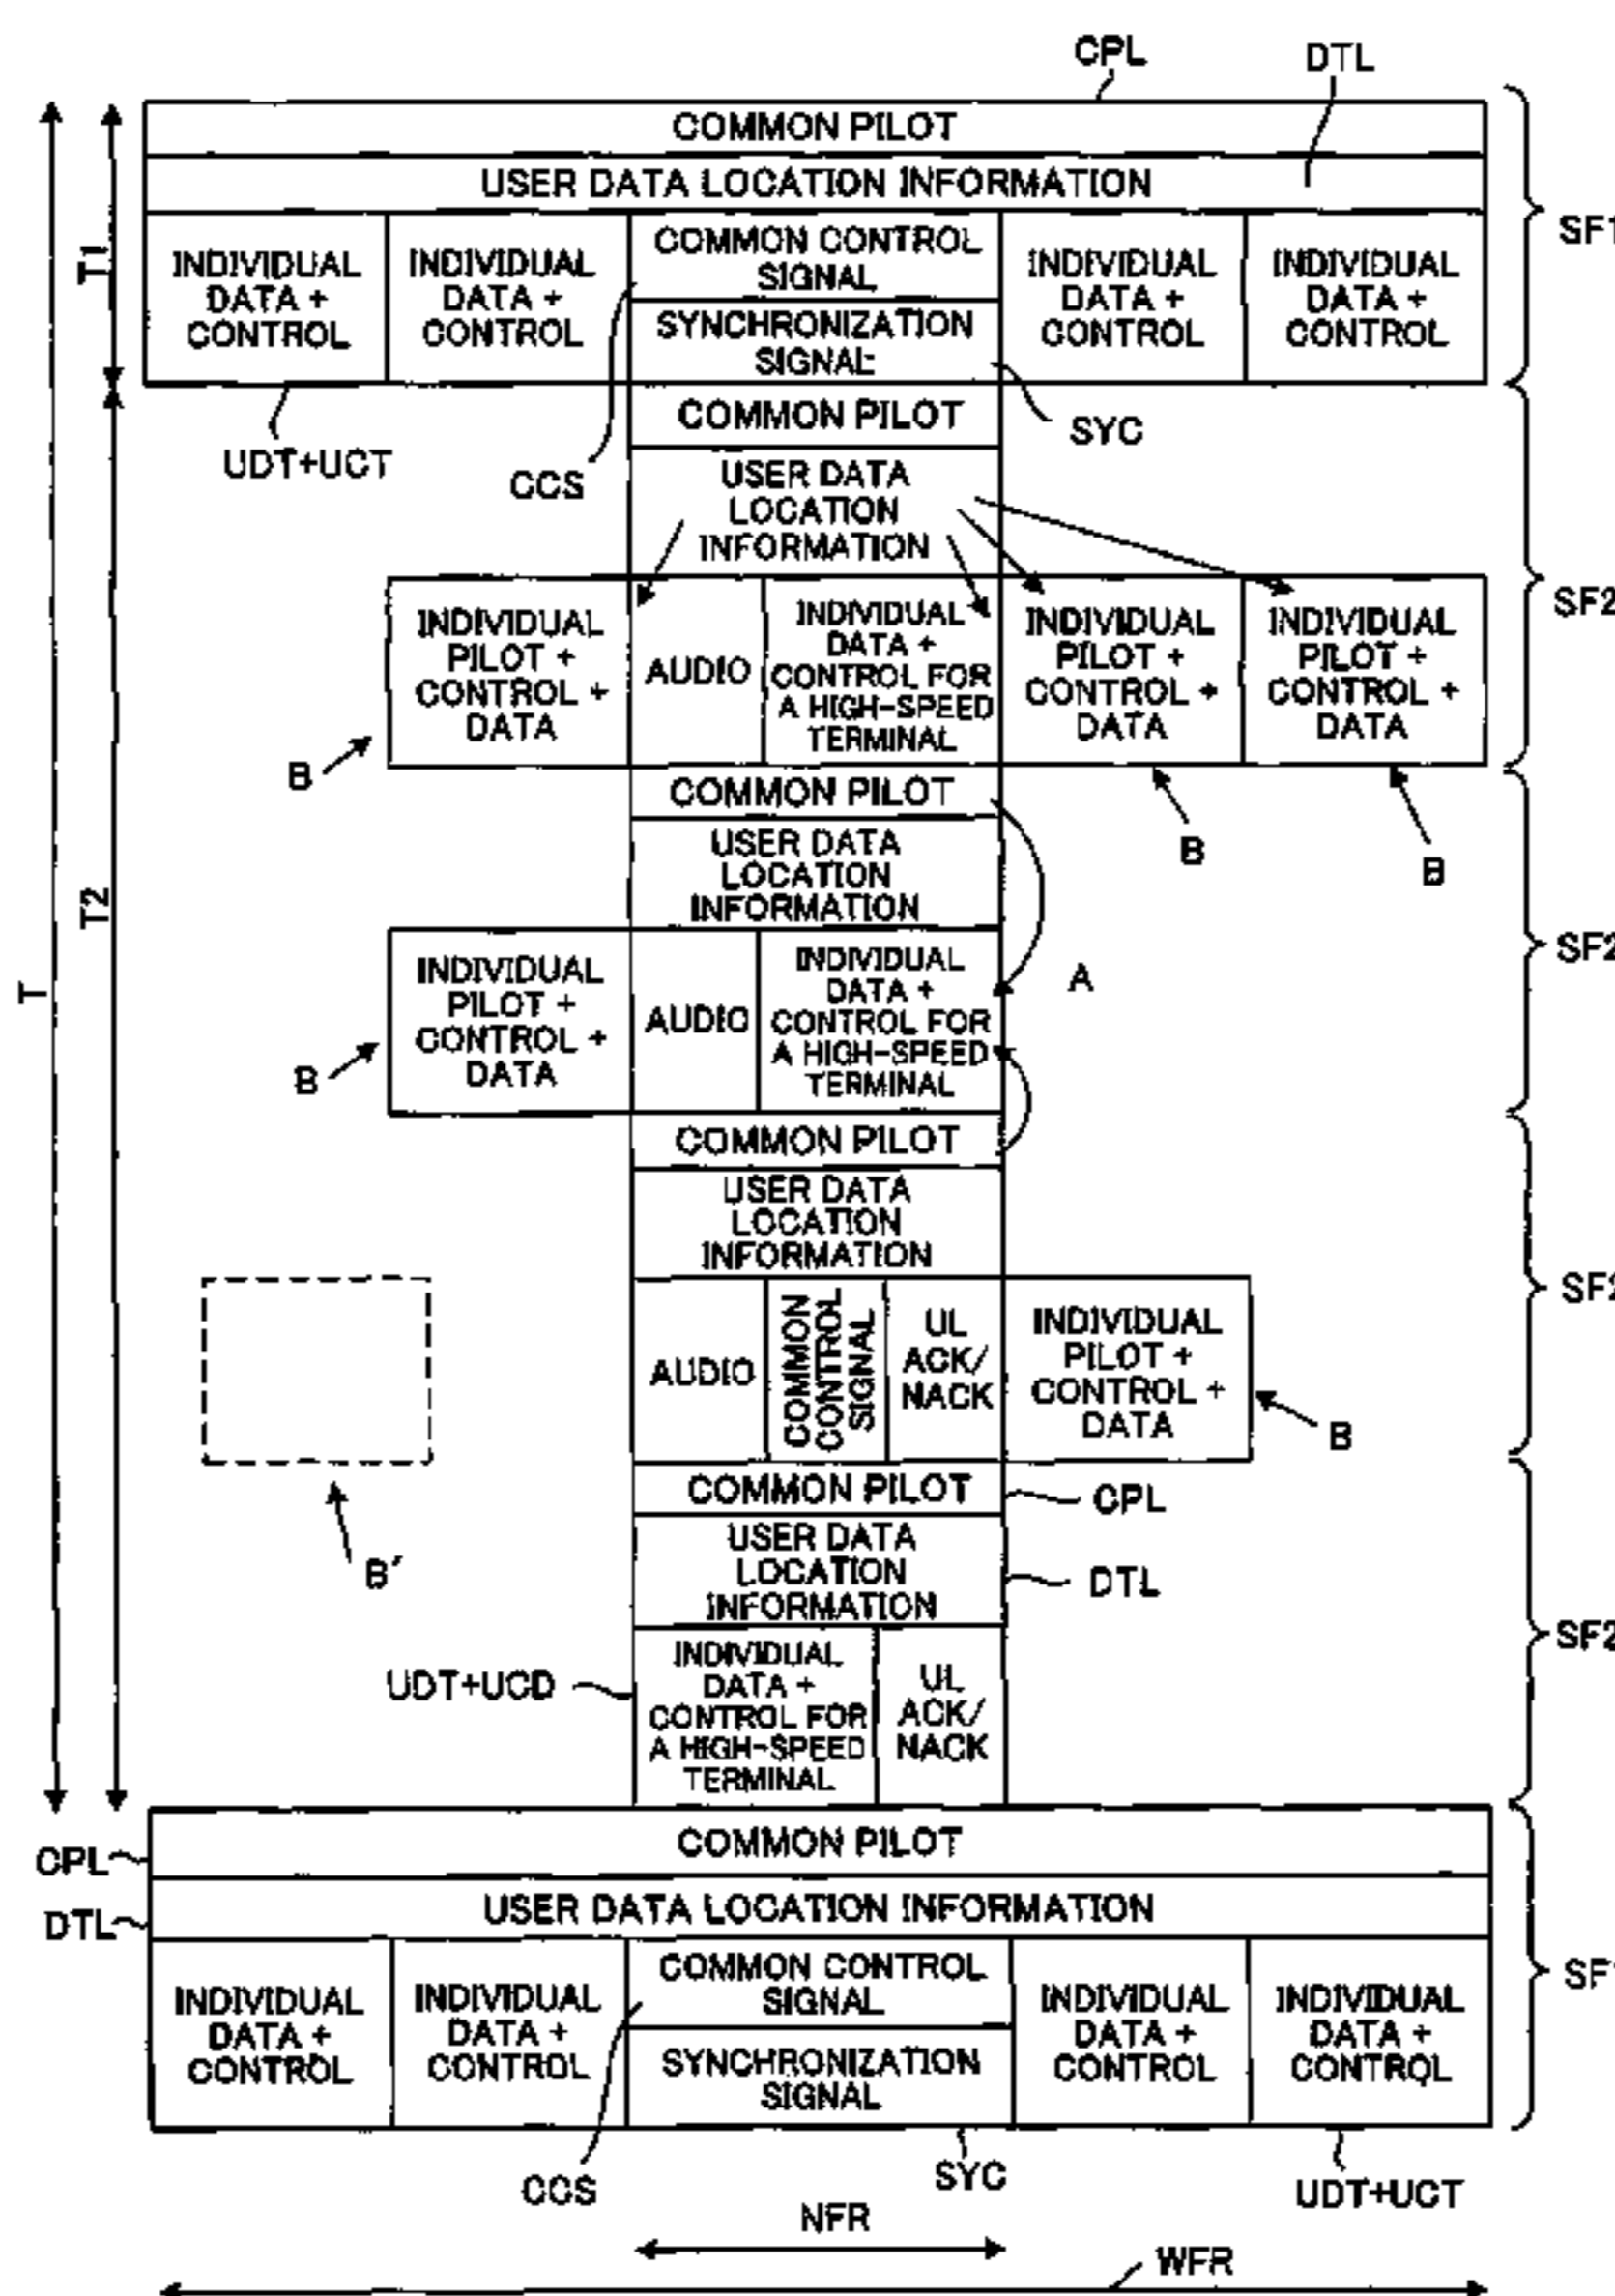 CPL
DTL
COMMON PILOT
USER DATA LOCATION INFORMATION
SF1
T1
INDIVIDUAL
DATA +
CONTROL
INDIVIDUAL
DATA +
CONTROL
COMMON CONTROL
SIGNAL
SYNCHRONIZATION
SIGNAL
INDIVIDUAL
DATA +
CONTROL
INDIVIDUAL
DATA +
CONTROL
UDT+UCT
CCS
SYC
COMMON PILOT
USER DATA
LOCATION
INFORMATION
SF2
INDIVIDUAL
PILOT +
CONTROL +
DATA
AUDIO
INDIVIDUAL
DATA +
CONTROL FOR
A HIGH-SPEED
TERMINAL
INDIVIDUAL
PILOT +
CONTROL +
DATA
INDIVIDUAL
PILOT +
CONTROL +
DATA
B
B
B
COMMON PILOT
USER DATA
LOCATION
INFORMATION
T2
T
SF2
INDIVIDUAL
PILOT +
CONTROL +
DATA
AUDIO
INDIVIDUAL
DATA +
CONTROL FOR
A HIGH-SPEED
TERMINAL
A
B
COMMON PILOT
USER DATA
LOCATION
INFORMATION
SF2
AUDIO
COMMON
CONTROL
SIGNAL
UL
ACK/
NACK
INDIVIDUAL
PILOT +
CONTROL +
DATA
B
B′
COMMON PILOT
CPL
USER DATA
LOCATION
INFORMATION
DTL
SF2
UDT+UCD
INDIVIDUAL
DATA +
CONTROL FOR
A HIGH-SPEED
TERMINAL
UL
ACK/
NACK
CPL
COMMON PILOT
DTL
USER DATA LOCATION INFORMATION
INDIVIDUAL
DATA +
CONTROL
INDIVIDUAL
DATA +
CONTROL
COMMON CONTROL
SIGNAL
SYNCHRONIZATION
SIGNAL
INDIVIDUAL
DATA +
CONTROL
INDIVIDUAL
DATA +
CONTROL
SF1
CCS
SYC
UDT+UCT
NFR
WFR